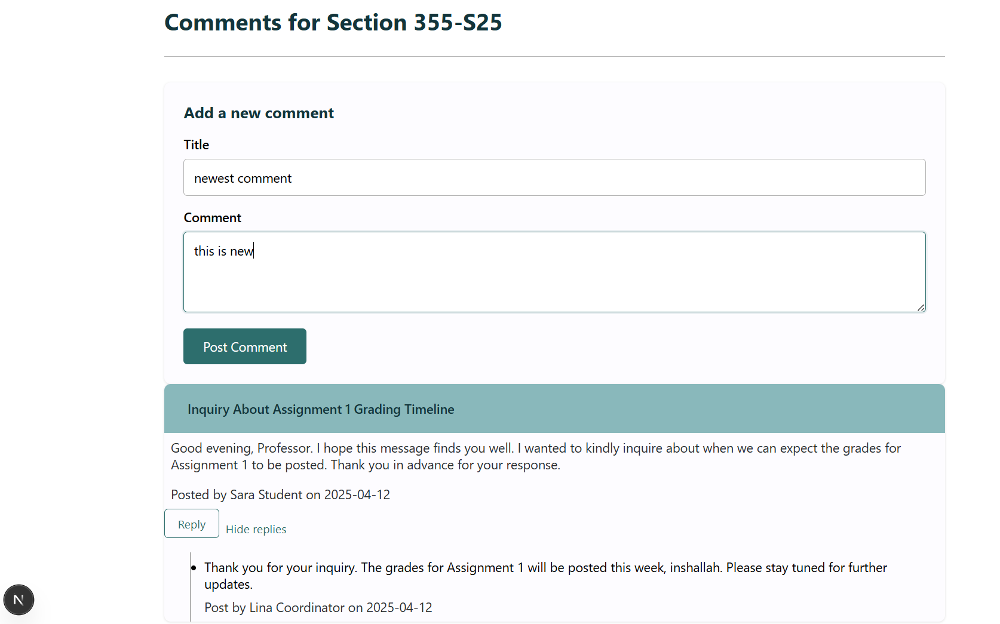 Comments for Section 355-S25
Add a new comment
Title
newest comment
Comment
this is new
Post Comment
Inquiry About Assignment 1 Grading Timeline
Good evening, Professor. I hope this message finds you well. I wanted to kindly inquire about when we can expect the grades for
Assignment 1 to be posted. Thank you in advance for your response.
Posted by Sara Student on 2025-04-12
Reply
Hide replies
Thank you for your inquiry. The grades for Assignment 1 will be posted this week, inshallah. Please stay tuned for further
updates.
Post by Lina Coordinator on 2025-04-12
N